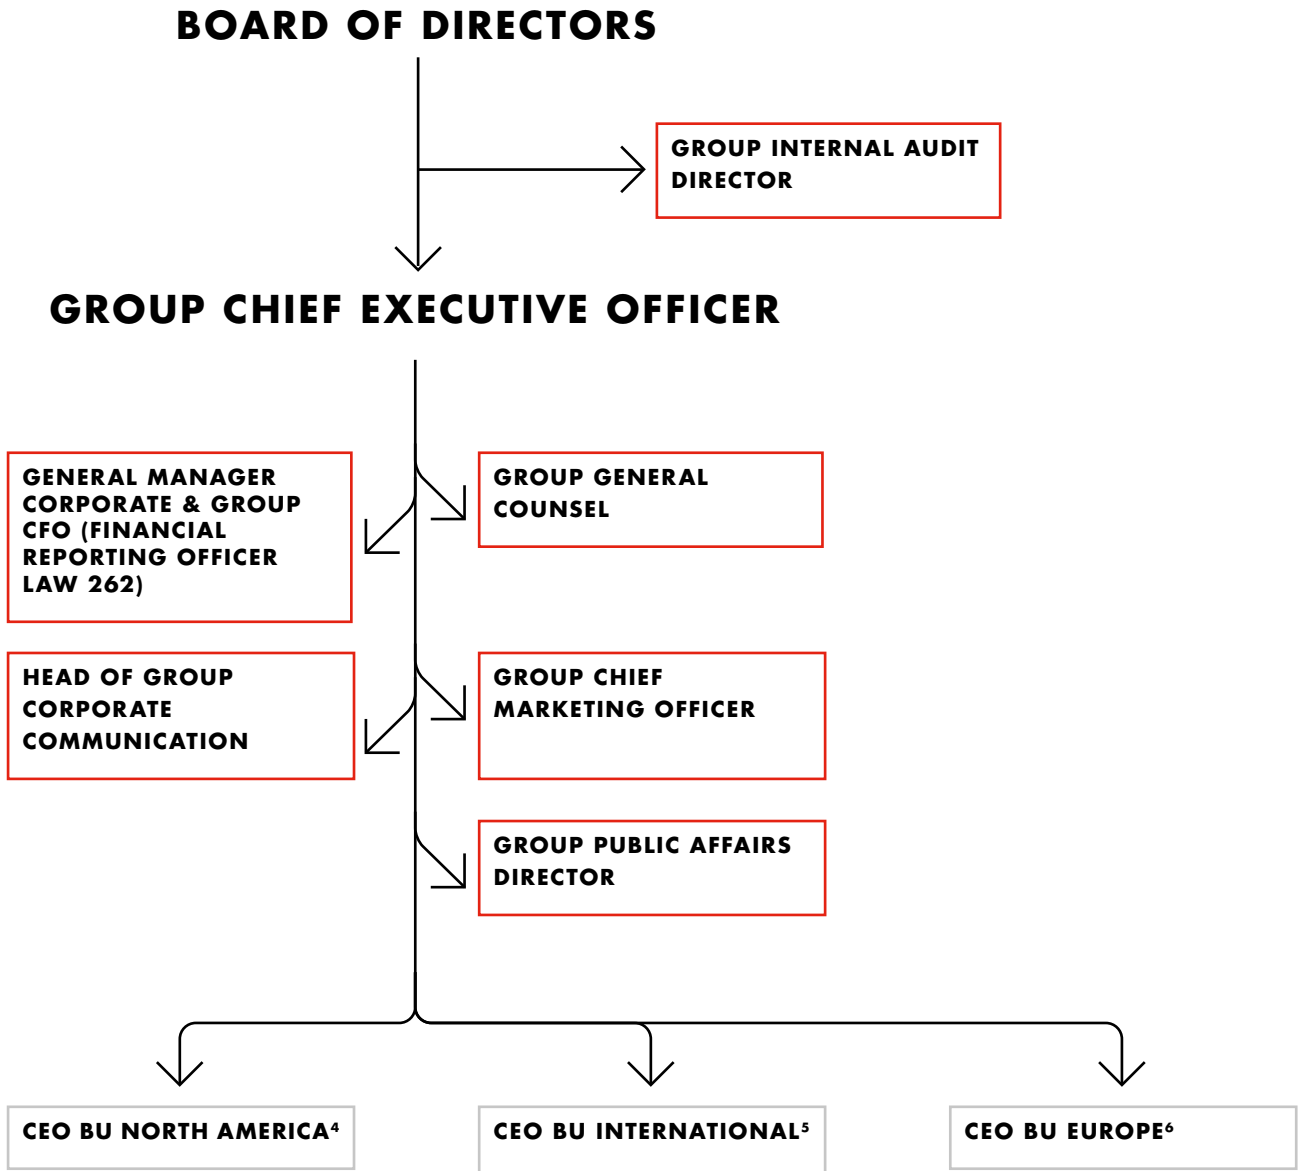 BOARD OF DIRECTORS
GROUP INTERNAL AUDIT
DIRECTOR
GROUP CHIEF EXECUTIVE OFFICER
GENERAL MANAGER
CORPORATE & GROUP
CFO (FINANCIAL
REPORTING OFFICER
LAW 262)
GROUP GENERAL
COUNSEL
HEAD OF GROUP
CORPORATE
COMMUNICATION
GROUP CHIEF
MARKETING OFFICER
GROUP PUBLIC AFFAIRS
DIRECTOR
CEO BU NORTH AMERICA⁴
CEO BU INTERNATIONAL⁵
CEO BU EUROPE⁶